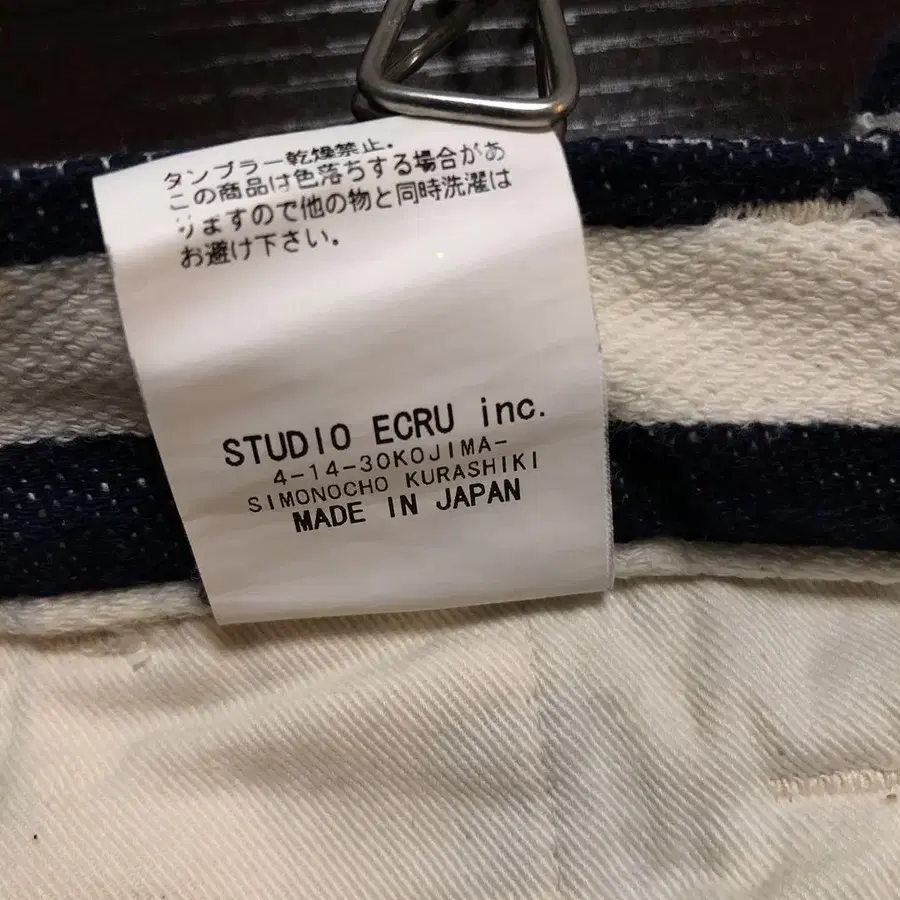 タンブラー乾燥禁止.
この商品は色落ちする場合があ
りますので他の物と同時洗濯は
お避け下さい.
STUDIO ECRU inc.
4-14-30KOJIMA-
SIMONOCHO KURASHIKI
MADE IN JAPAN